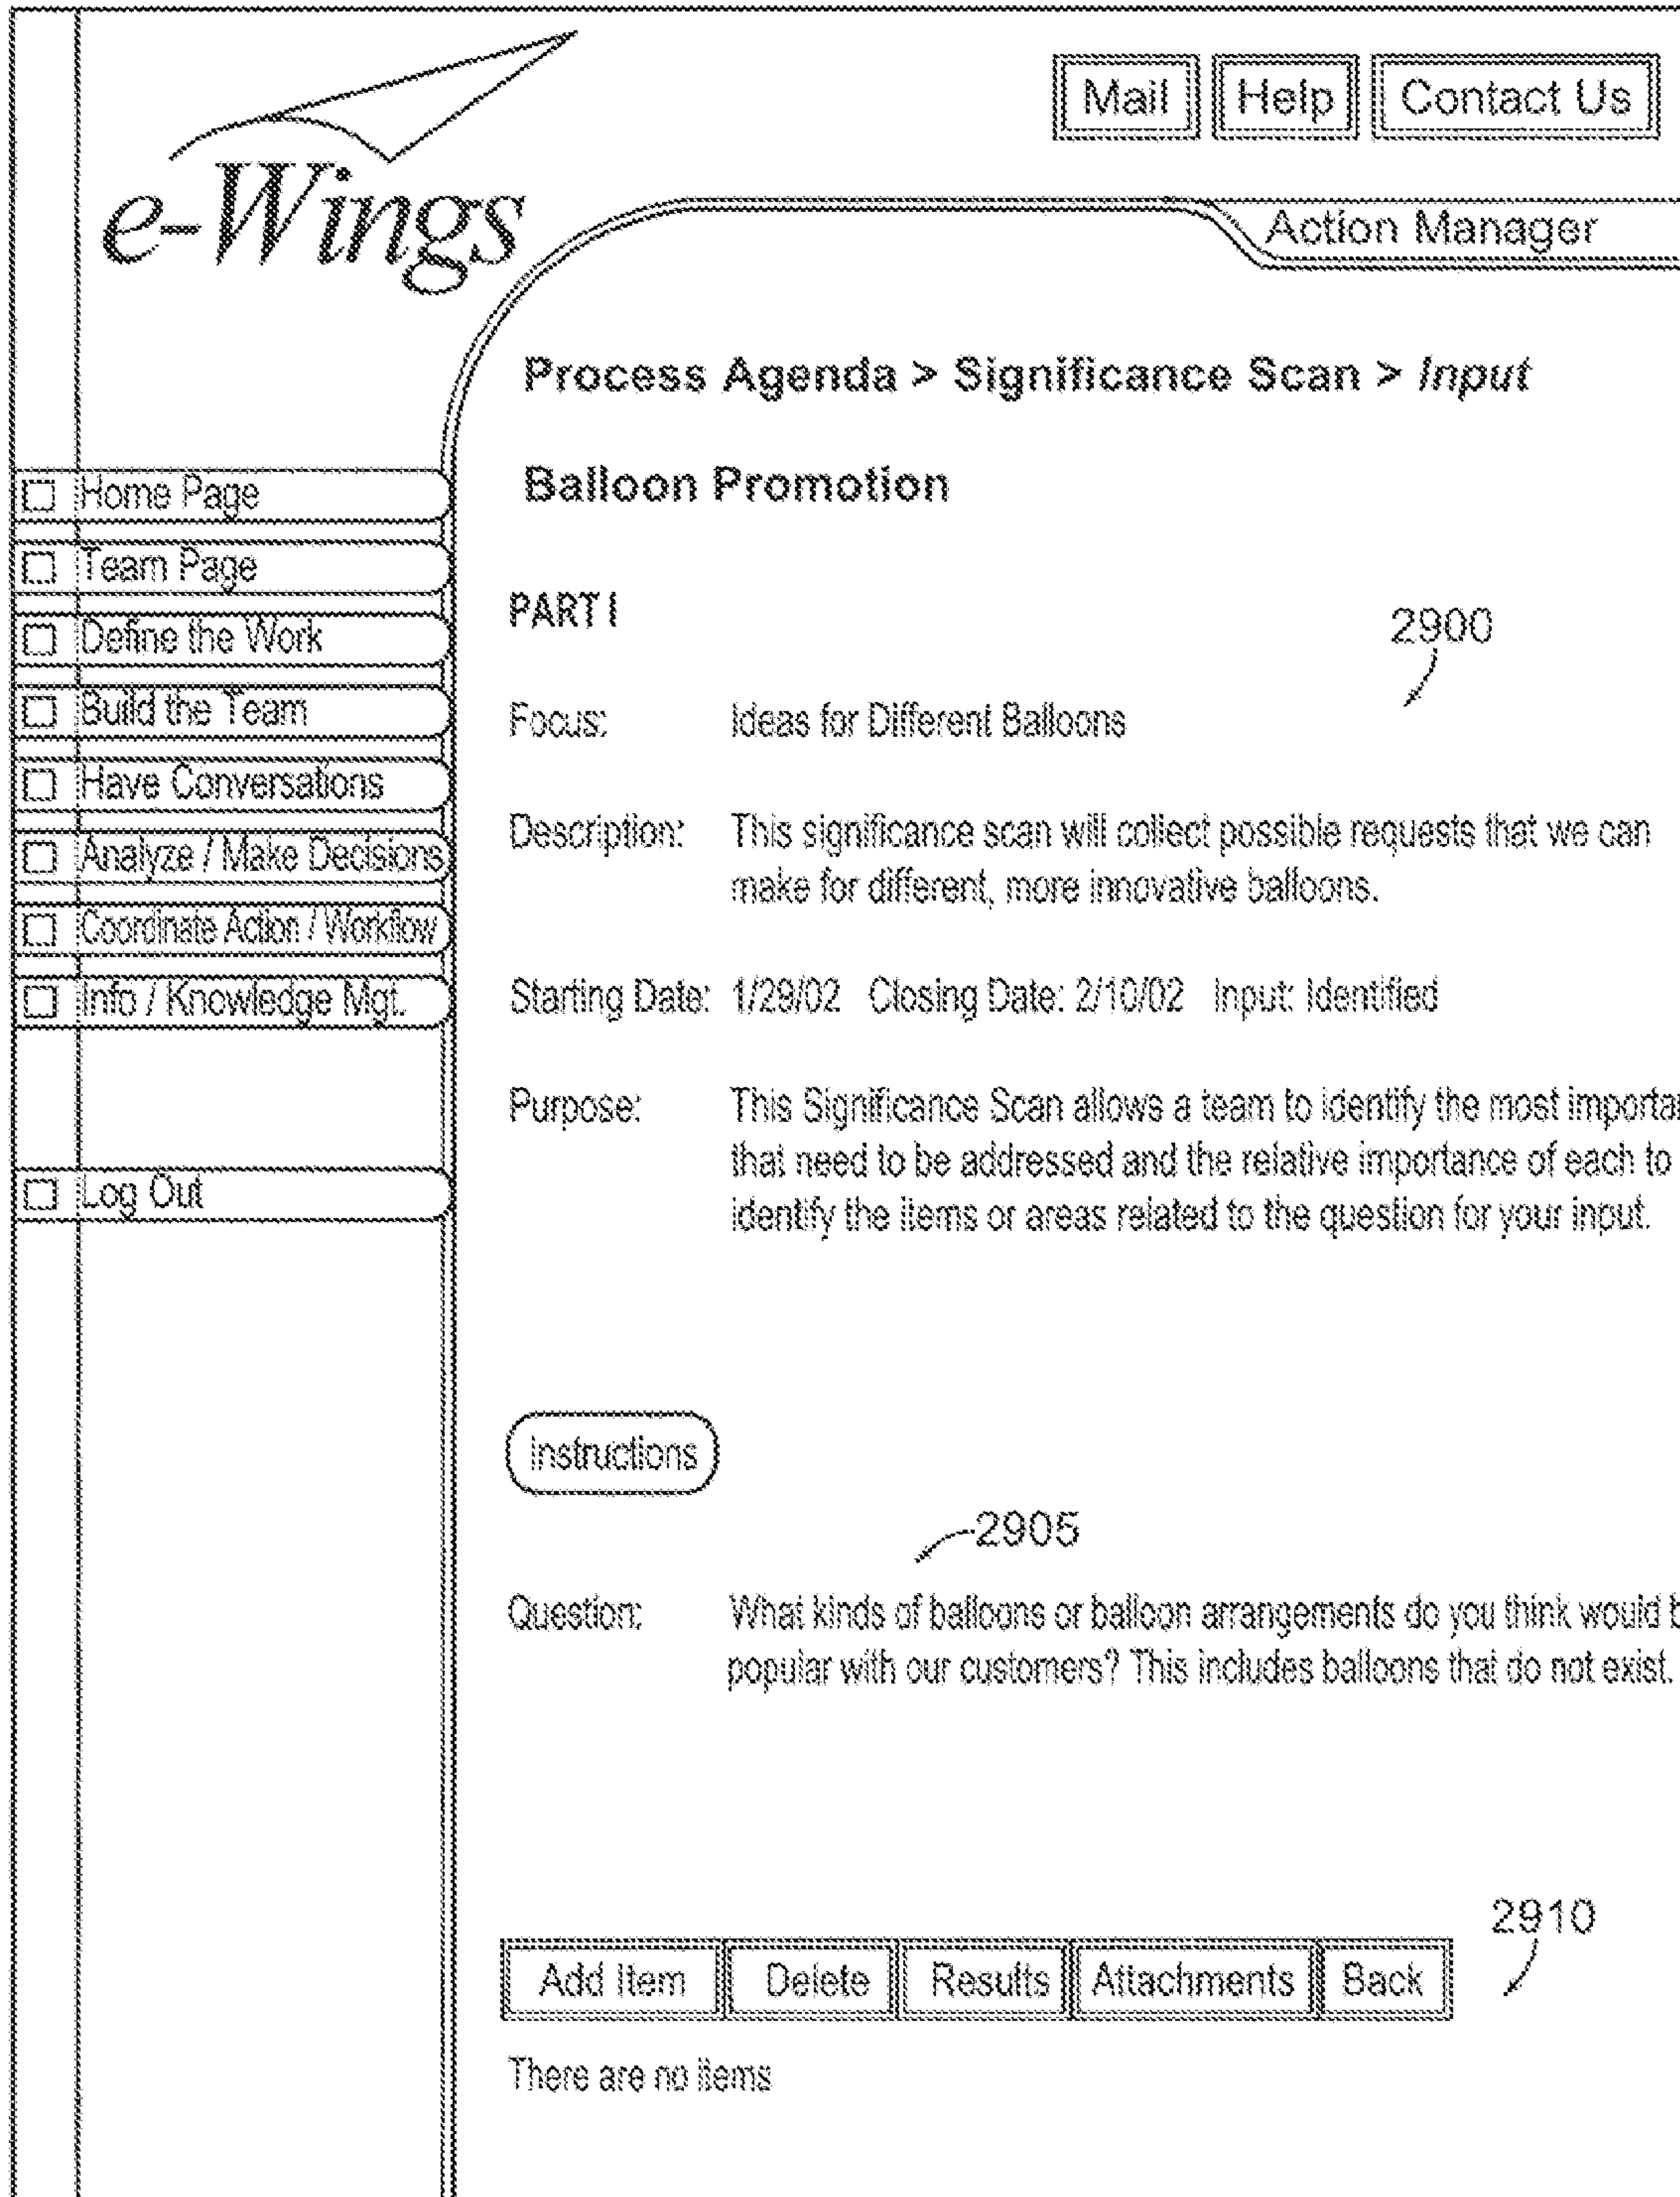 Mail Help Contact Us
e-Wings
Action Manager
Process Agenda > Significance Scan > Input
Balloon Promotion
Home Page
Team Page
Define the Work
Build the Team
Have Conversations
Analyze / Make Decisions
Coordinate Action / Workflow
Info / Knowledge Mgt.
Log Out
PART I
2900
Focus: Ideas for Different Balloons
Description: This significance scan will collect possible requests that we can
make for different, more innovative balloons.
Starting Date: 1/29/02 Closing Date: 2/10/02 Input: Identified
Purpose: This Significance Scan allows a team to identify the most
that need to be addressed and the relative importance of each to
identify the items or areas related to the question for your input.
Instructions
2905
Question: What kinds of balloons or balloon arrangements do you think would
popular with our customers? This includes balloons that do not exist.
2910
Add Item Delete Results Attachments Back
There are no items